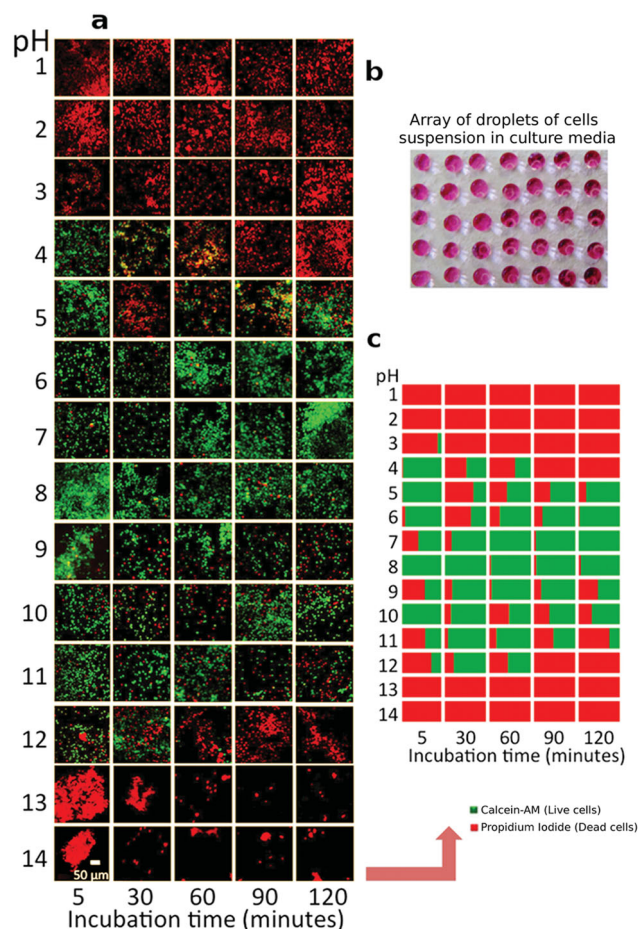 a
pH
1
2
3
4
5
6
7
8
9
10
11
12
13
14
50 μm
5 30 60 90 120
Incubation time (minutes)
b
Array of droplets of cells
suspension in culture media
c
pH
1
2
3
4
5
6
7
8
9
10
11
12
13
14
5 30 60 90 120
Incubation time (minutes)
Calcein-AM (Live cells)
Propidium Iodide (Dead cells)